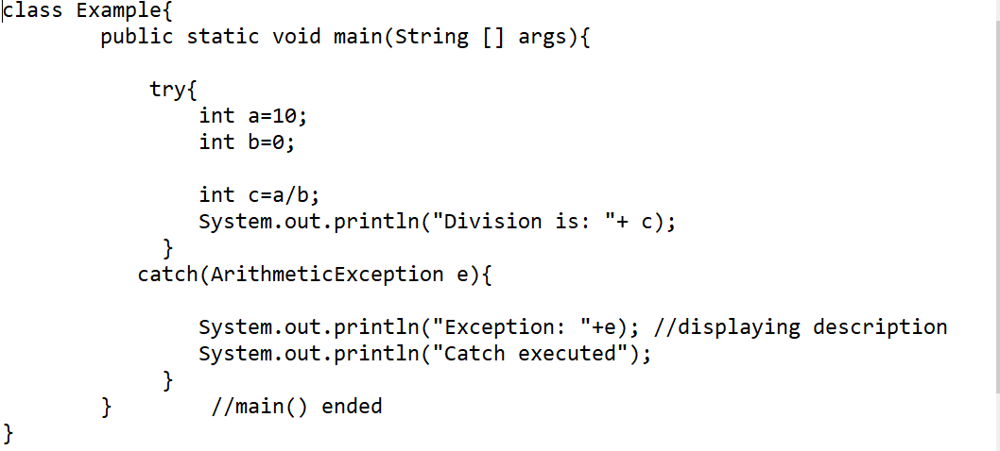 class Example{
public static void main(String [] args){
try{
int a=10;
int b=0;
int c=a/b;
System.out.println("Division is: "+ c);
}
catch(ArithmeticException e){
System.out.println("Exception: "+e); //displaying description
System.out.println("Catch executed");
}
} //main() ended
}